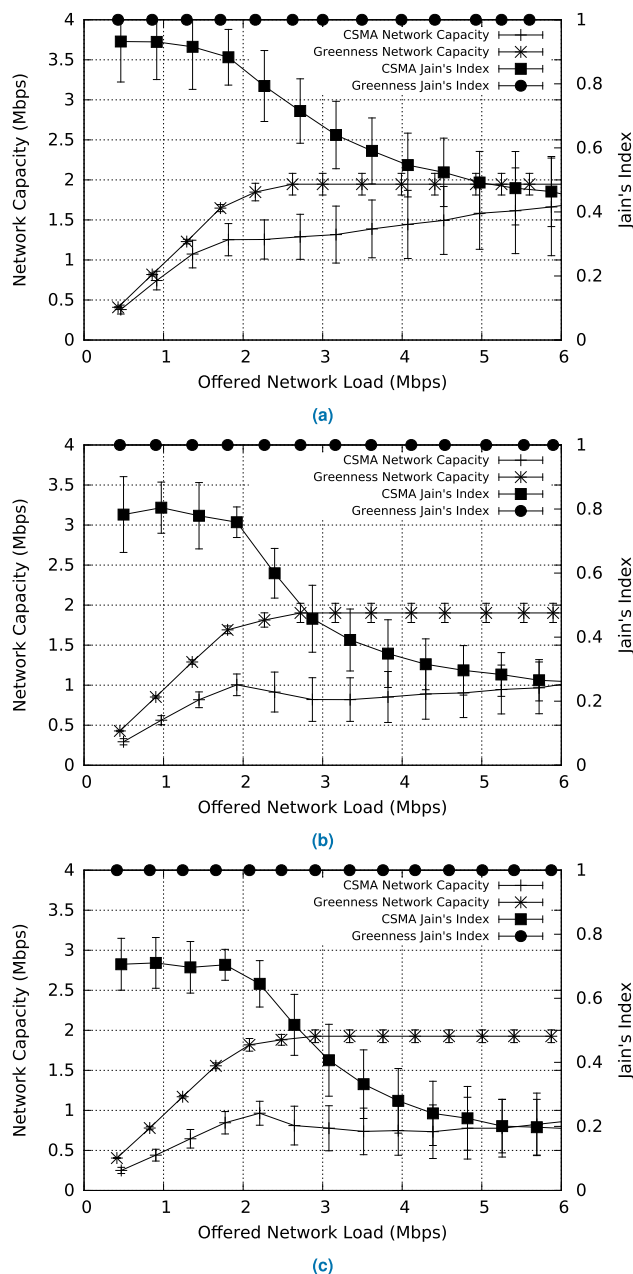 4
3.5
3
2.5
2
1.5
1
0.5
0
1
0.8
0.6
0.4
0.2
0
0 1 2 3 4 5 6
Network Capacity (Mbps)
Jain's Index
Offered Network Load (Mbps)
CSMA Network Capacity
Greenness Network Capacity
CSMA Jain's Index
Greenness Jain's Index
(a)
4
3.5
3
2.5
2
1.5
1
0.5
0
1
0.8
0.6
0.4
0.2
0
0 1 2 3 4 5 6
Network Capacity (Mbps)
Jain's Index
Offered Network Load (Mbps)
CSMA Network Capacity
Greenness Network Capacity
CSMA Jain's Index
Greenness Jain's Index
(b)
4
3.5
3
2.5
2
1.5
1
0.5
0
1
0.8
0.6
0.4
0.2
0
0 1 2 3 4 5 6
Network Capacity (Mbps)
Jain's Index
Offered Network Load (Mbps)
CSMA Network Capacity
Greenness Network Capacity
CSMA Jain's Index
Greenness Jain's Index
(c)